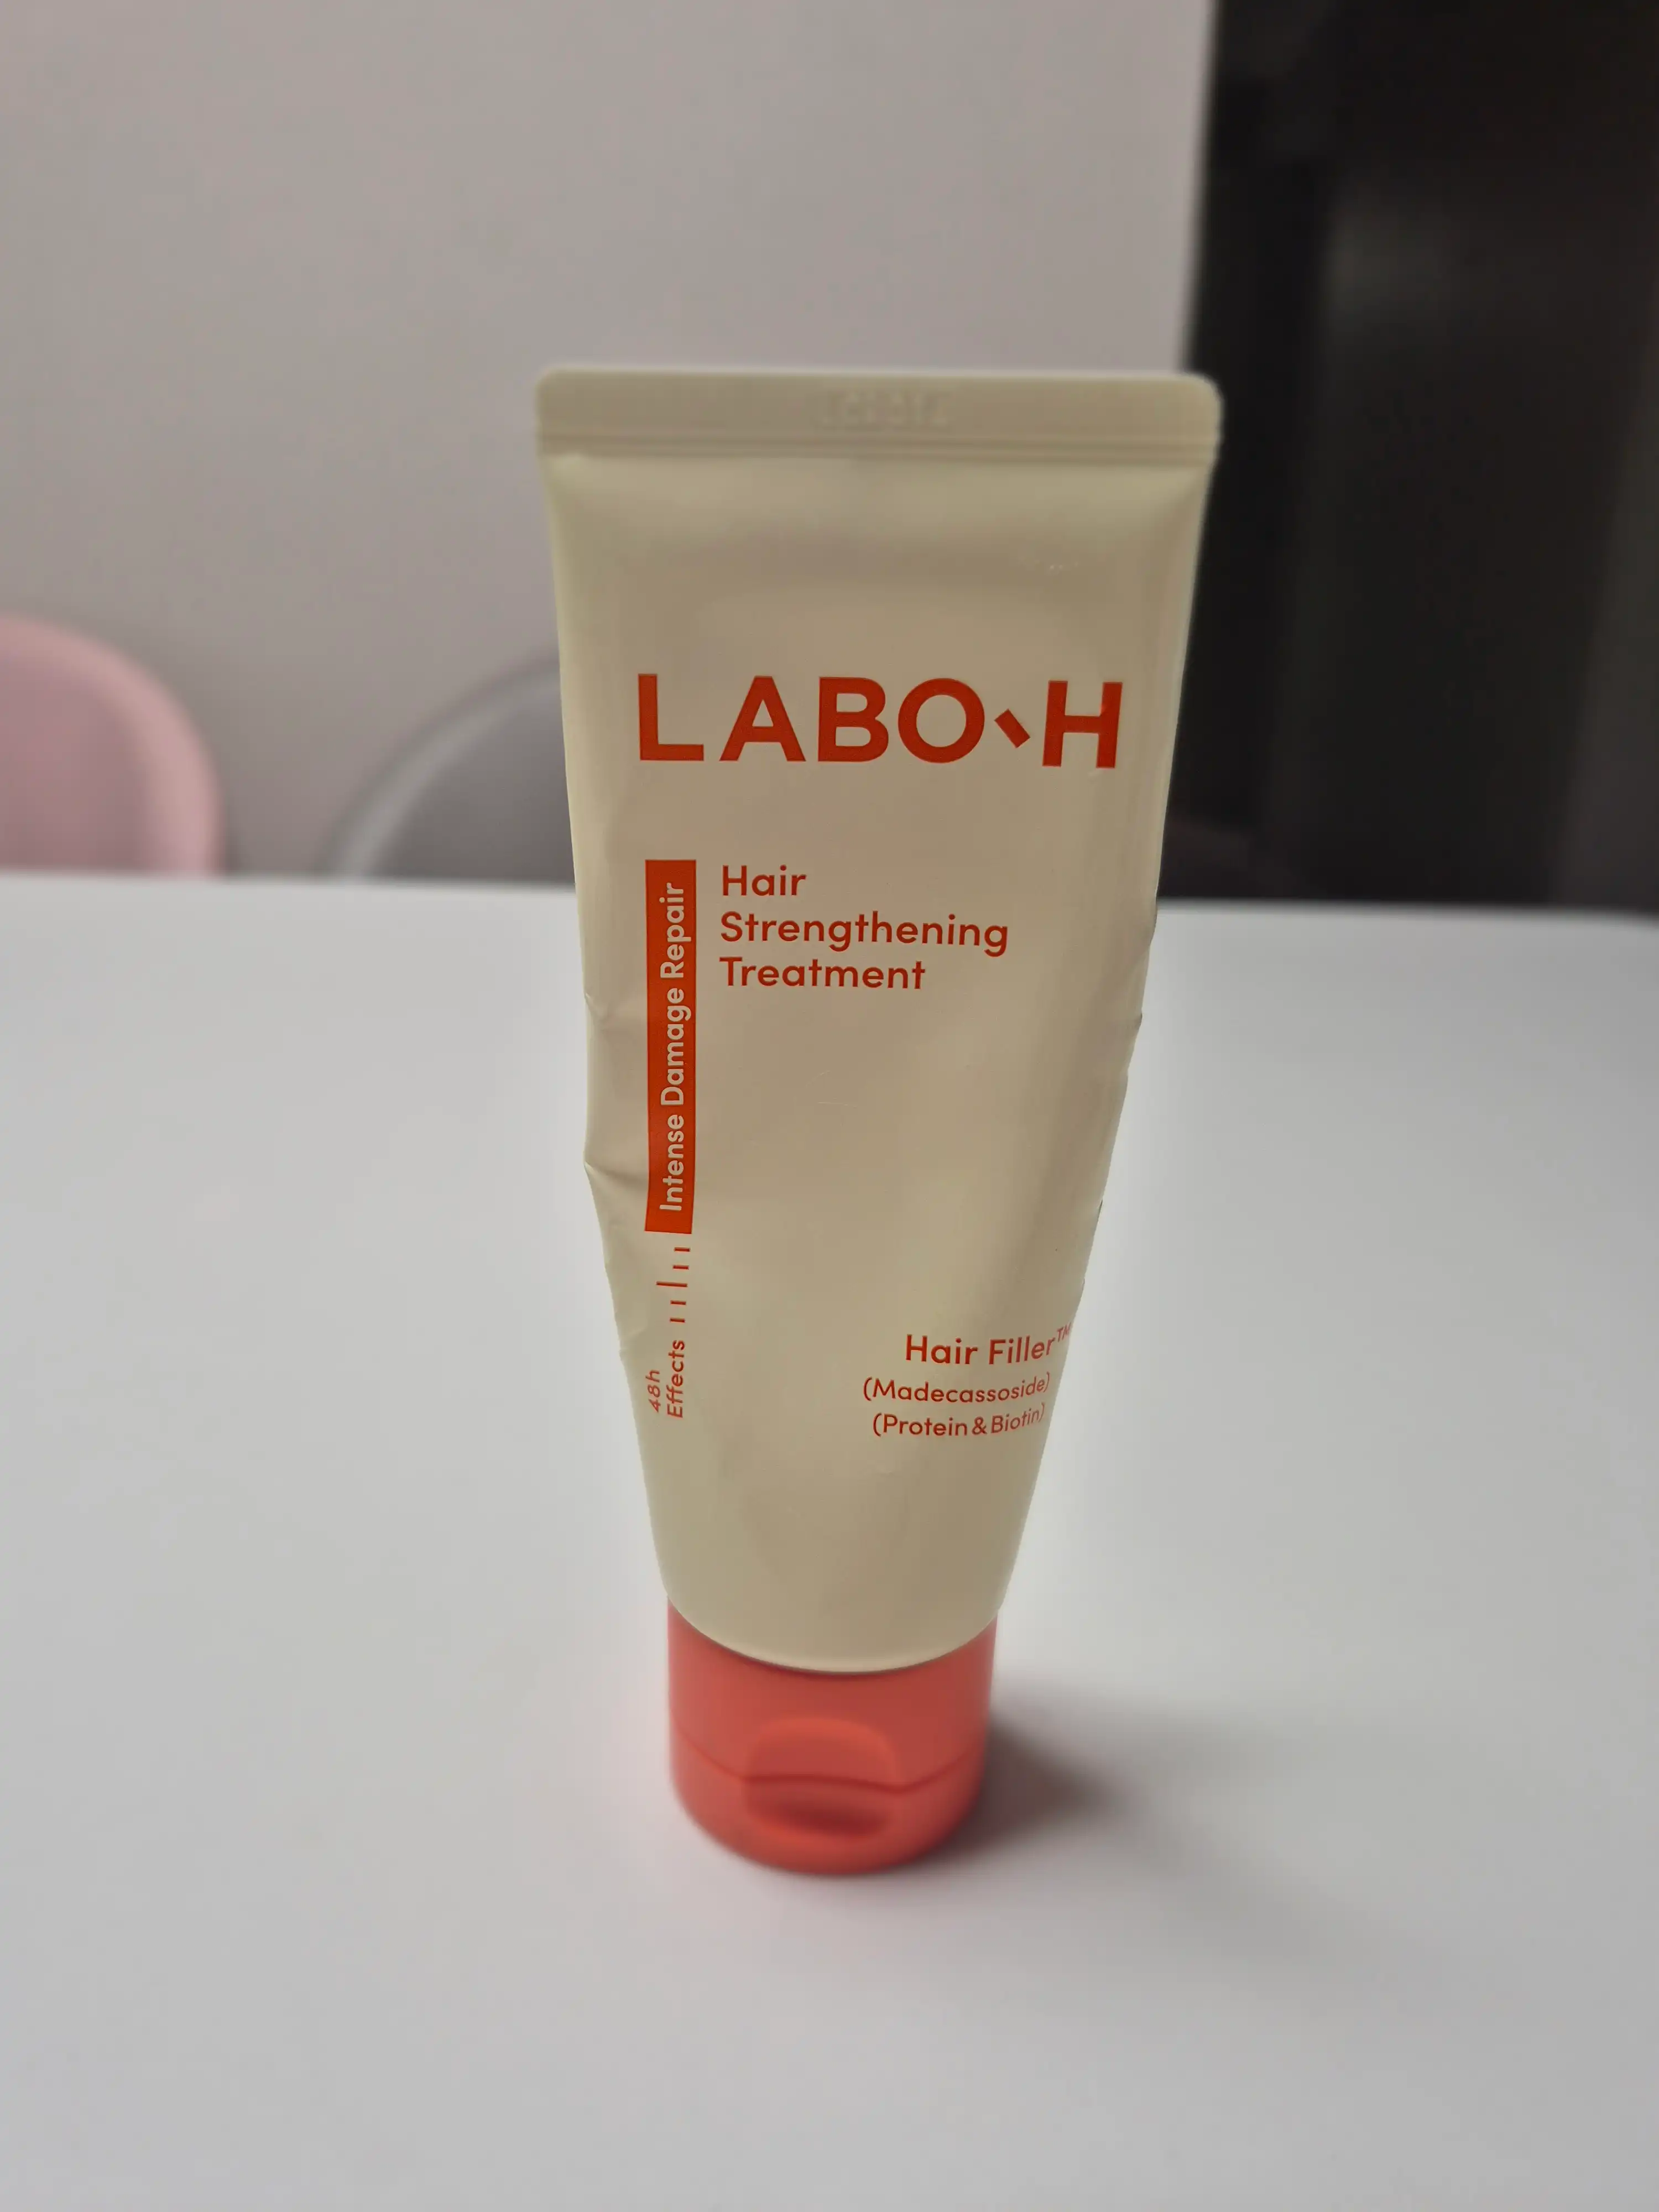 LABO-H
Hair
Strengthening
Treatment
Intense Damage Repair
48h
Effects
Hair Filler™
(Madecassoside)
(Protein & Biotin)